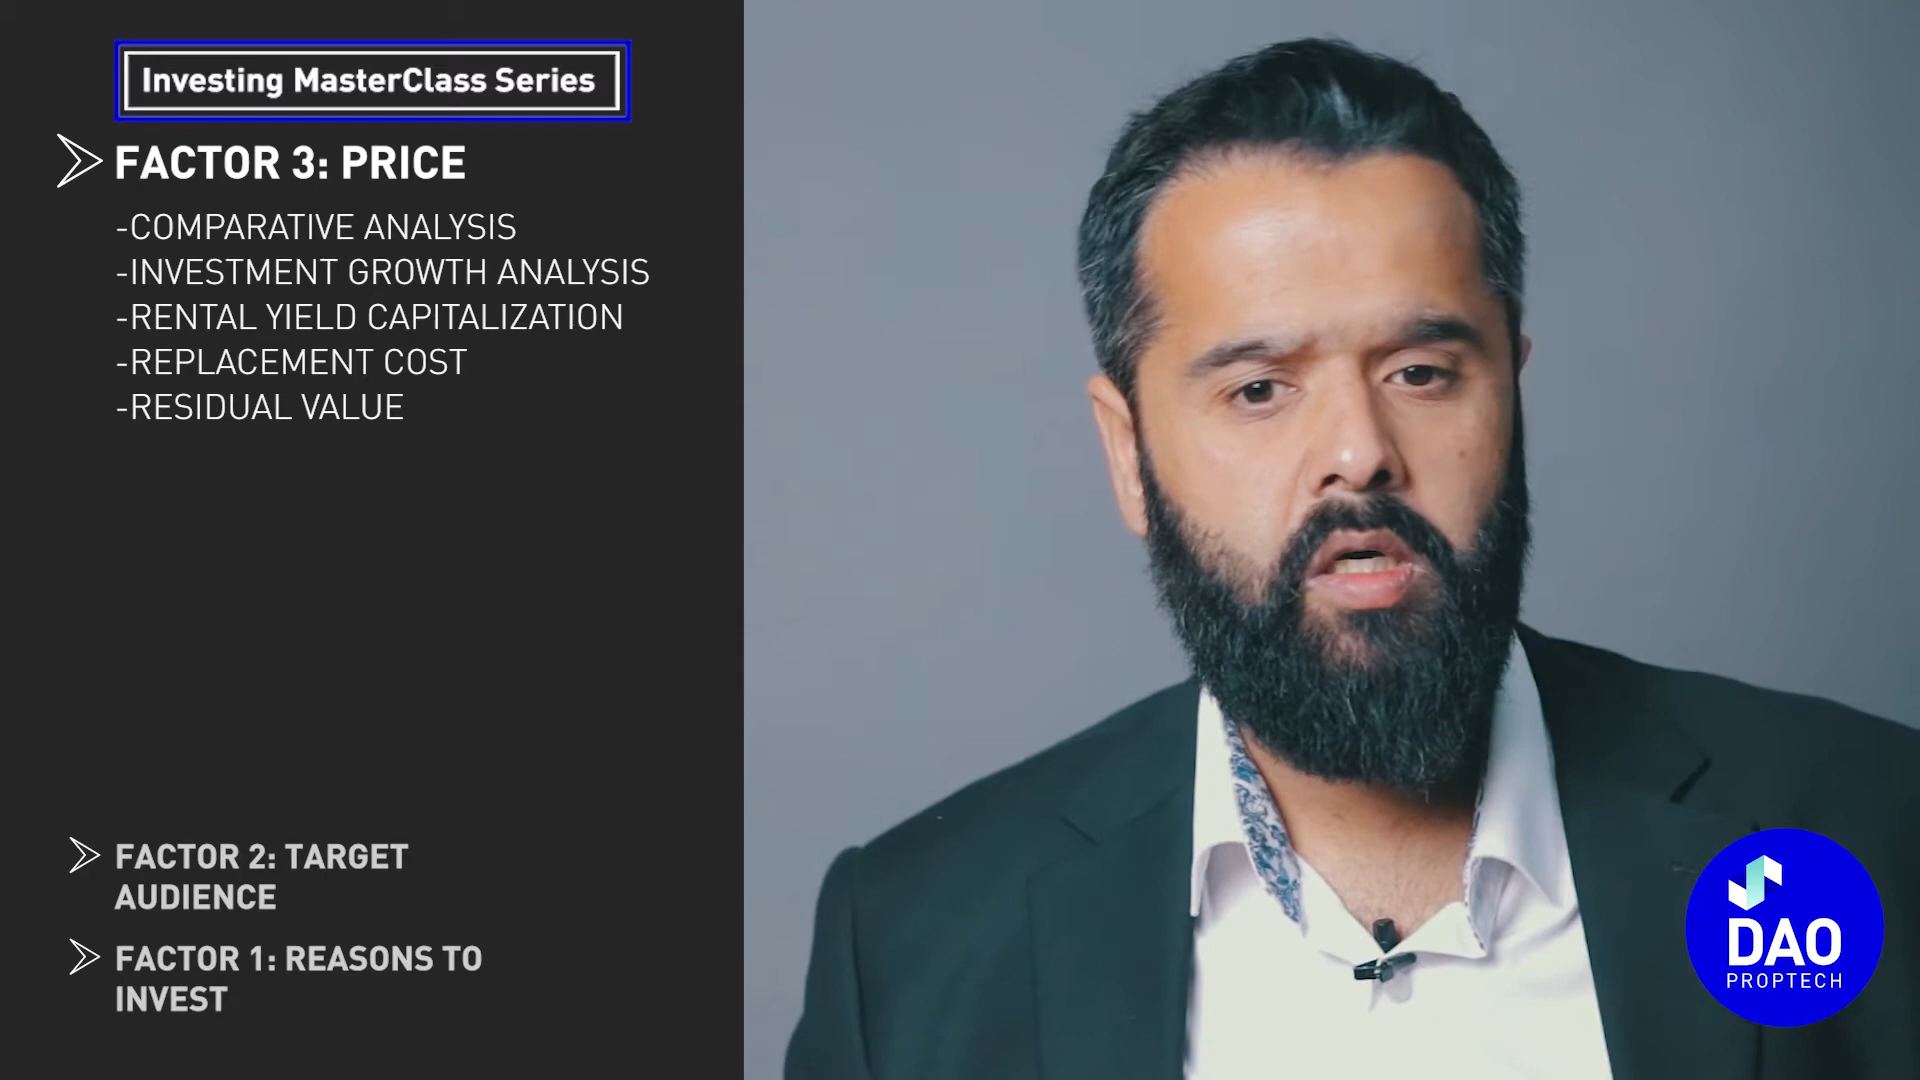 Investing MasterClass Series
FACTOR 3: PRICE
-COMPARATIVE ANALYSIS
-INVESTMENT GROWTH ANALYSIS
-RENTAL YIELD CAPITALIZATION
-REPLACEMENT COST
-RESIDUAL VALUE
FACTOR 2: TARGET
AUDIENCE
FACTOR 1: REASONS TO
INVEST
DAO
PROPTECH